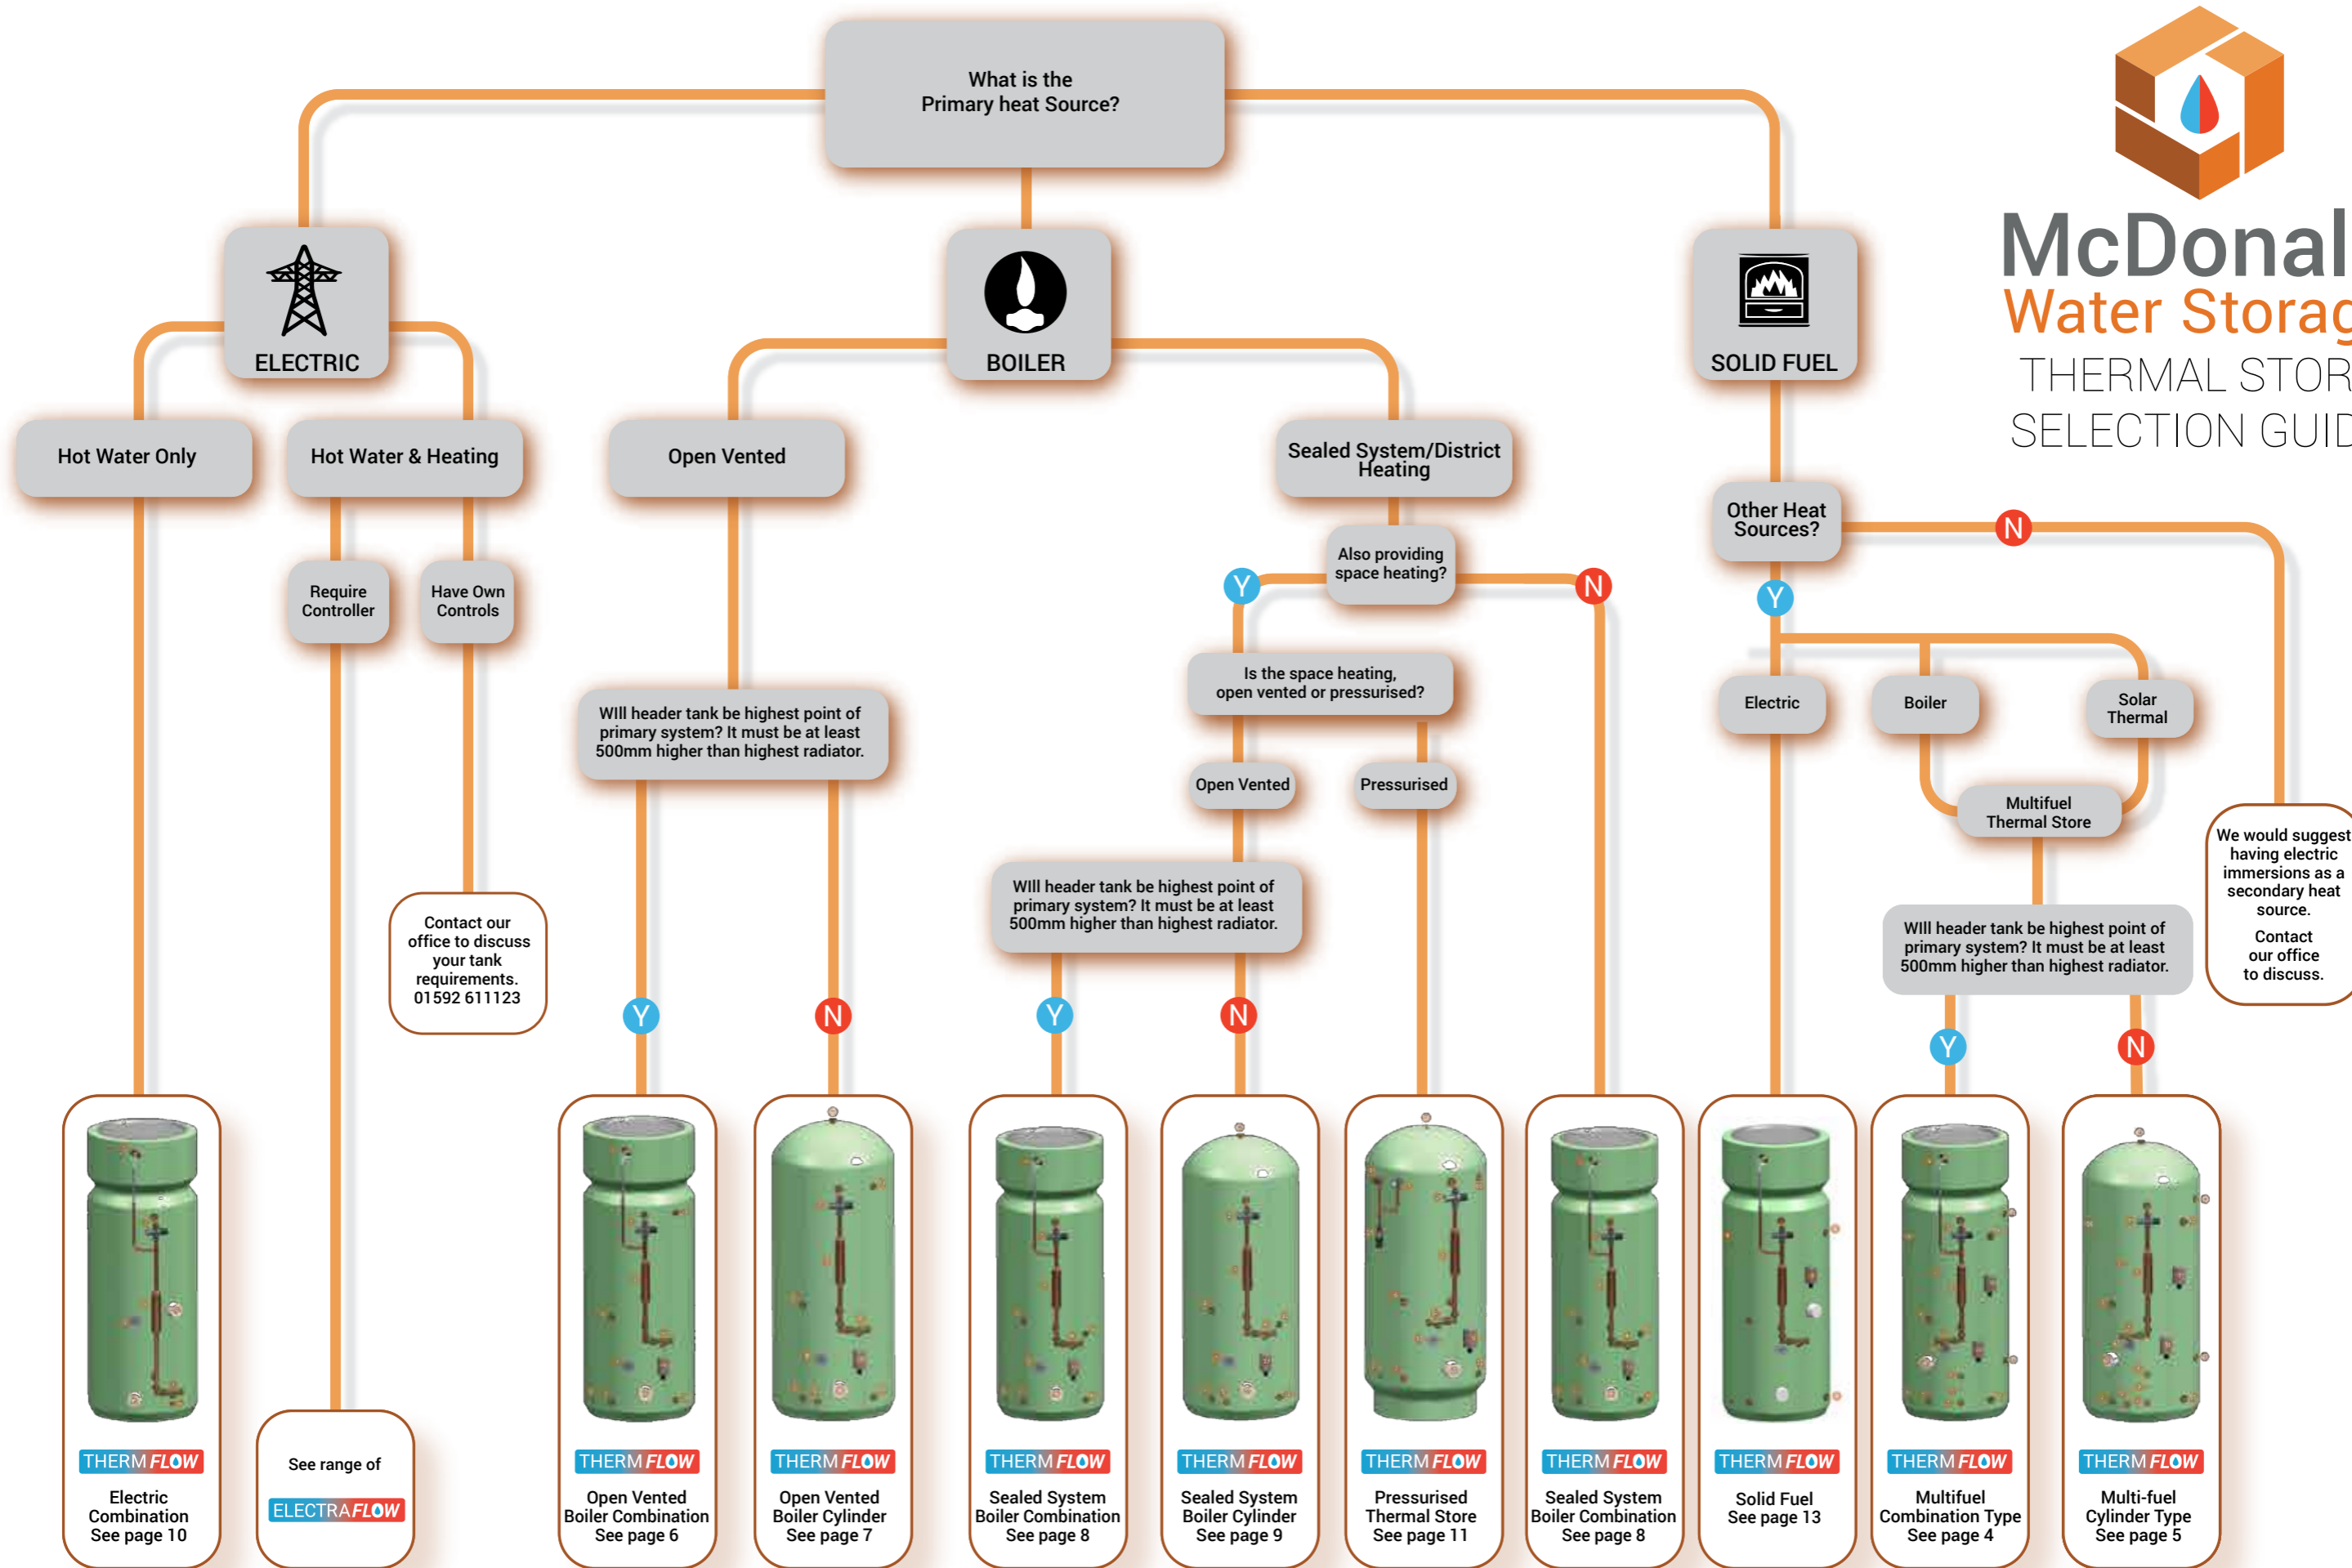 What is the
Primary heat Source?
McDonal
Water Storag
THERMAL STOR
SELECTION GUID
ELECTRIC
BOILER
SOLID FUEL
Hot Water Only
Hot Water & Heating
Open Vented
Sealed System/District
Heating
Other Heat
Sources?
N
Also providing
space heating?
Y
N
Y
Require
Controller
Have Own
Controls
Is the space heating,
open vented or pressurised?
Electric
Boiler
Solar
Thermal
WIll header tank be highest point of
primary system? It must be at least
500mm higher than highest radiator.
Open Vented
Pressurised
Multifuel
Thermal Store
We would suggest
having electric
immersions as a
secondary heat
source.
Contact
our office
to discuss.
WIll header tank be highest point of
primary system? It must be at least
500mm higher than highest radiator.
Contact our
office to discuss
your tank
requirements.
01592 611123
WIll header tank be highest point of
primary system? It must be at least
500mm higher than highest radiator.
Y
N
Y
N
Y
N
THERMFLOW
Electric
Combination
See page 10
See range of
ELECTRAFLOW
THERMFLOW
Open Vented
Boiler Combination
See page 6
THERMFLOW
Open Vented
Boiler Cylinder
See page 7
THERMFLOW
Sealed System
Boiler Combination
See page 8
THERMFLOW
Sealed System
Boiler Cylinder
See page 9
THERMFLOW
Pressurised
Thermal Store
See page 11
THERMFLOW
Sealed System
Boiler Combination
See page 8
THERMFLOW
Solid Fuel
See page 13
THERMFLOW
Multifuel
Combination Type
See page 4
THERMFLOW
Multi-fuel
Cylinder Type
See page 5